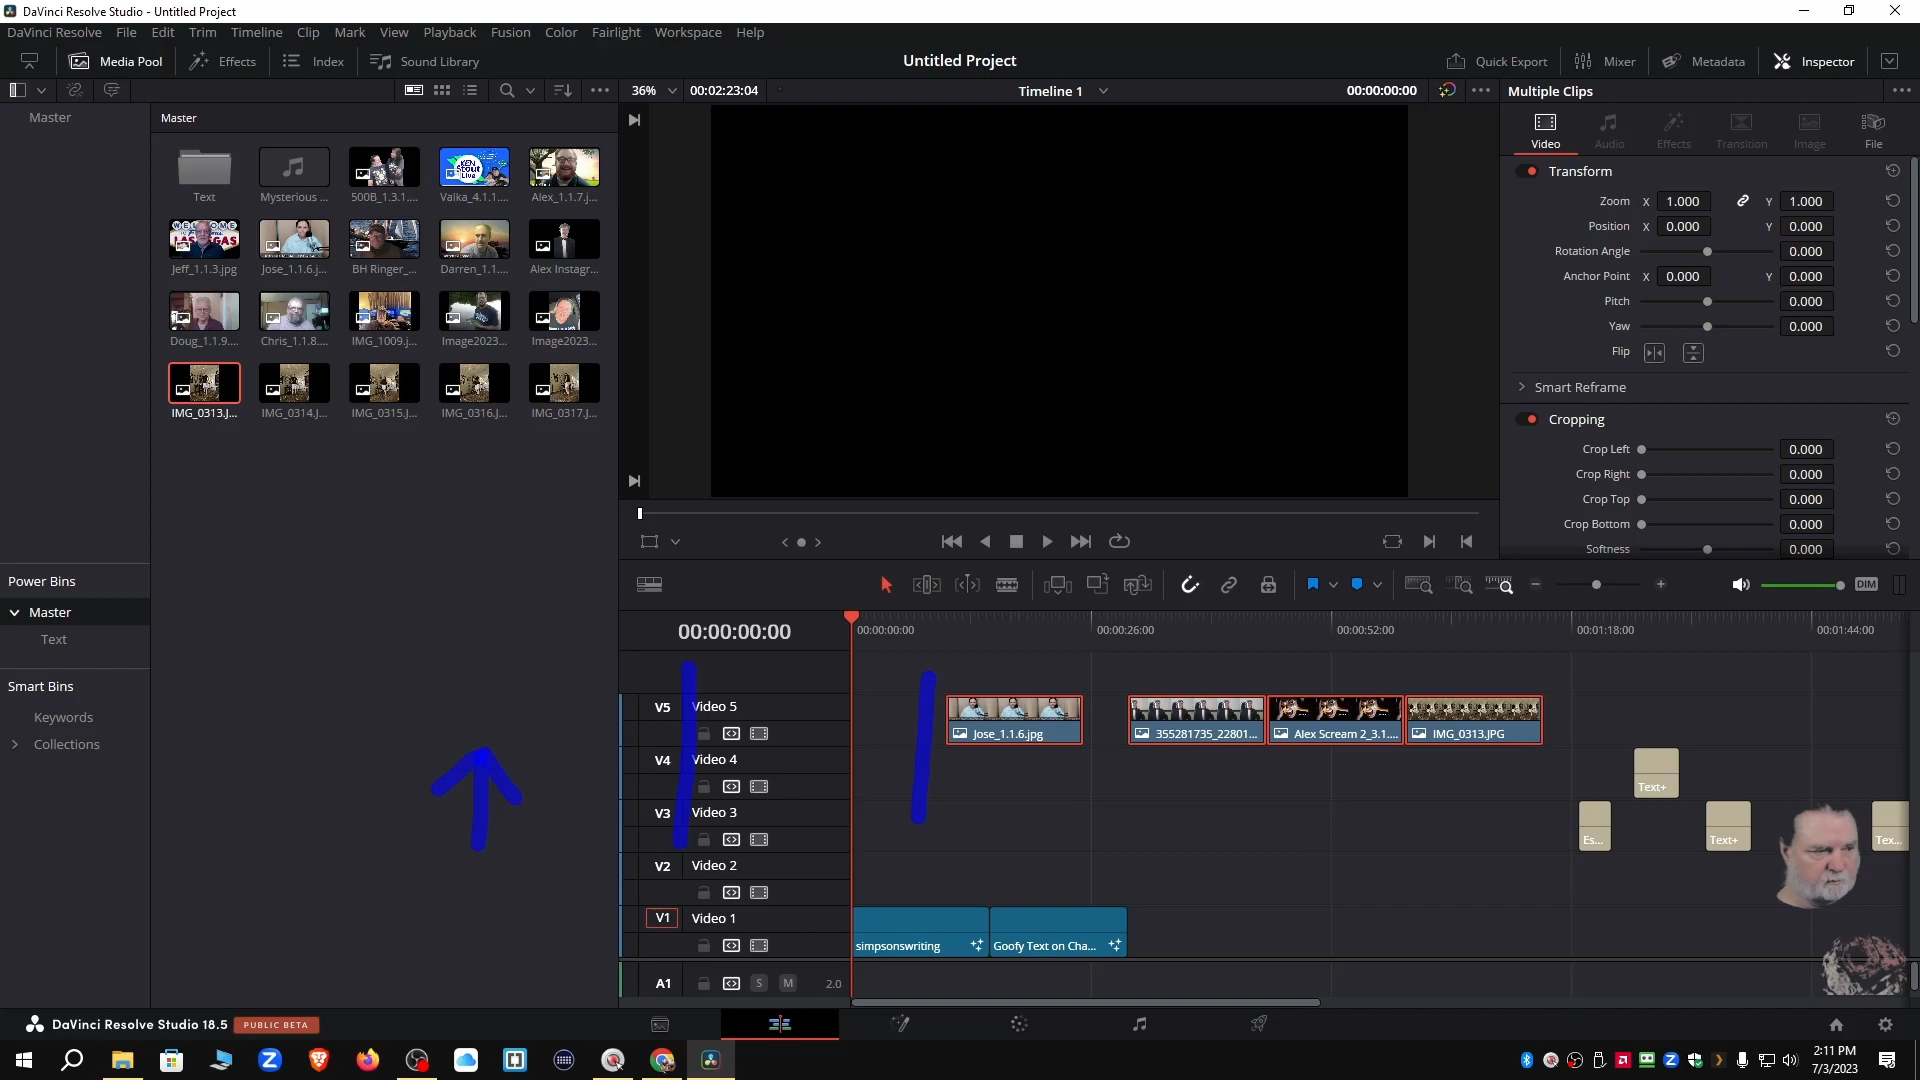 DaVinci Resolve Studio - Untitled Project
DaVinci Resolve File Edit Trim Timeline Clip Mark View Playback Fusion Color Fairlight Workspace Help
Media Pool Effects Index Sound Library Untitled Project Quick Export Mixer Metadata Inspector
36% 00:02:23:04 Timeline 1 00:00:00:00 Multiple Clips
Master Master
Video Audio Effects Transition Image File
Text Mysterious ... 500B_1.3.1.... Valka_4.1.1.... Alex_1.1.7.j...
Jeff_1.1.3.jpg Jose_1.1.6.j... BH Ringer_... Darren_1.1.... Alex Instagr...
Doug_1.1.9.... Chris_1.1.8.... IMG_1009.j... Image2023... Image2023...
IMG_0313.J... IMG_0314.J... IMG_0315.J... IMG_0316.J... IMG_0317.J...
KEN Stout Live
WELCOME
Transform
Zoom X 1.000 Y 1.000
Position X 0.000 Y 0.000
Rotation Angle 0.000
Anchor Point X 0.000 Y 0.000
Pitch 0.000
Yaw 0.000
Flip
Smart Reframe
Cropping
Crop Left 0.000
Crop Right 0.000
Crop Top 0.000
Crop Bottom 0.000
Softness 0.000
Power Bins
Master
Text
Smart Bins
Keywords
Collections
DIM
00:00:00:00 00:00:00:00 00:00:26:00 00:00:52:00 00:01:18:00 00:01:44:00
V5 Video 5
Jose_1.1.6.jpg 355281735_22801... Alex Scream 2_3.1.... IMG_0313.JPG
V4 Video 4
Text+
V3 Video 3
Es... Text+ Tex...
V2 Video 2
V1 Video 1
simpsonswriting Goofy Text on Cha...
A1 S M 2.0
DaVinci Resolve Studio 18.5 PUBLIC BETA
2:11 PM
7/3/2023